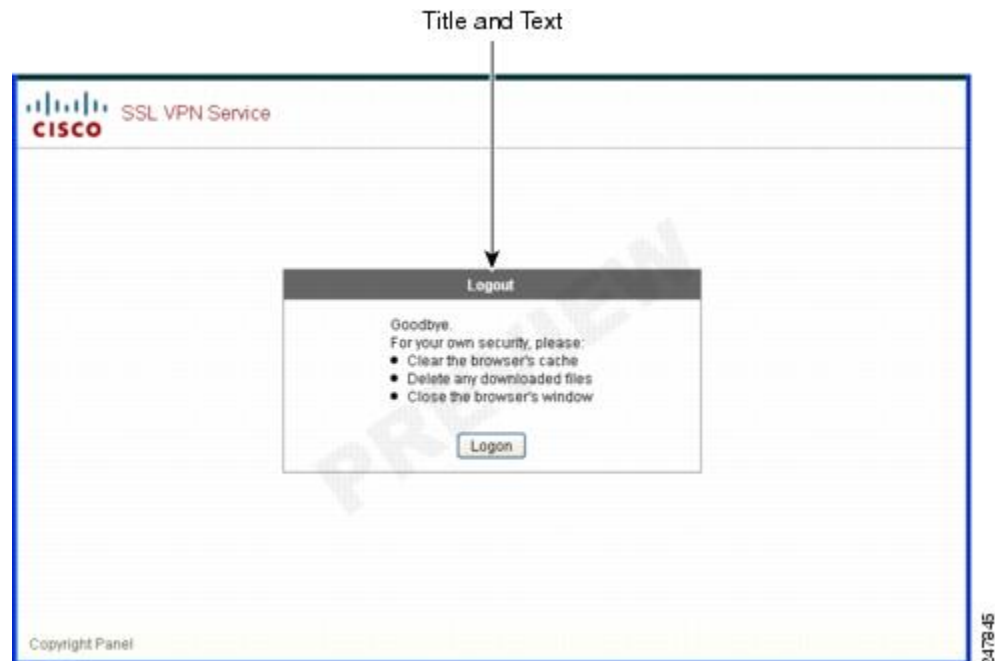 Title and Text
CISCO
SSL VPN Service
Logout
Goodbye.
For your own security, please:
• Clear the browser's cache
• Delete any downloaded files
• Close the browser's window
Logon
PREVIEW
Copyright Panel
247845